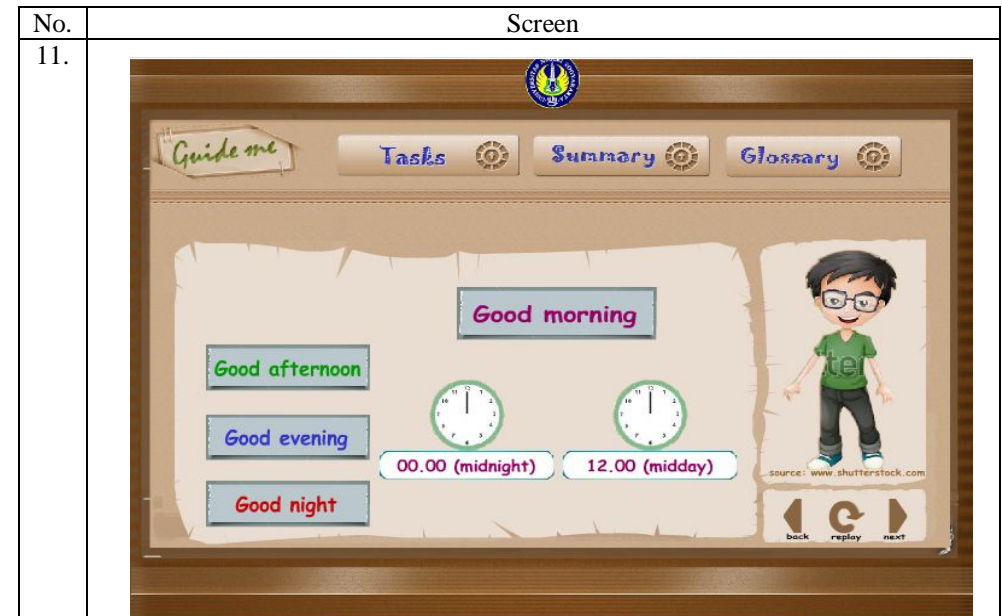 No. Screen
11.
Guide me
Tasks
Summary
Glossary
Good morning
Good afternoon
Good evening
Good night
00.00 (midnight)
12.00 (midday)
source: www.shutterstock.com
back replay next